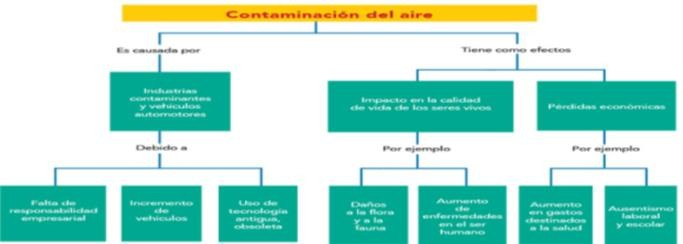 Contaminación del aire
Es causada por
Tiene como efectos
Industrias
contaminantes
y vehículos
automotores
Impacto en la calidad
de vida de los seres vivos
Pérdidas económicas
Debido a
Por ejemplo
Por ejemplo
Falta de
responsabilidad
empresarial
Incremento
de
vehículos
Uso de
tecnología
antigua,
obsoleta
Daños
a la flora
y a la
fauna
Aumento
de
enfermedades
en el ser
humano
Aumento
en gastos
destinados
a la salud
Ausentismo
laboral
y escolar